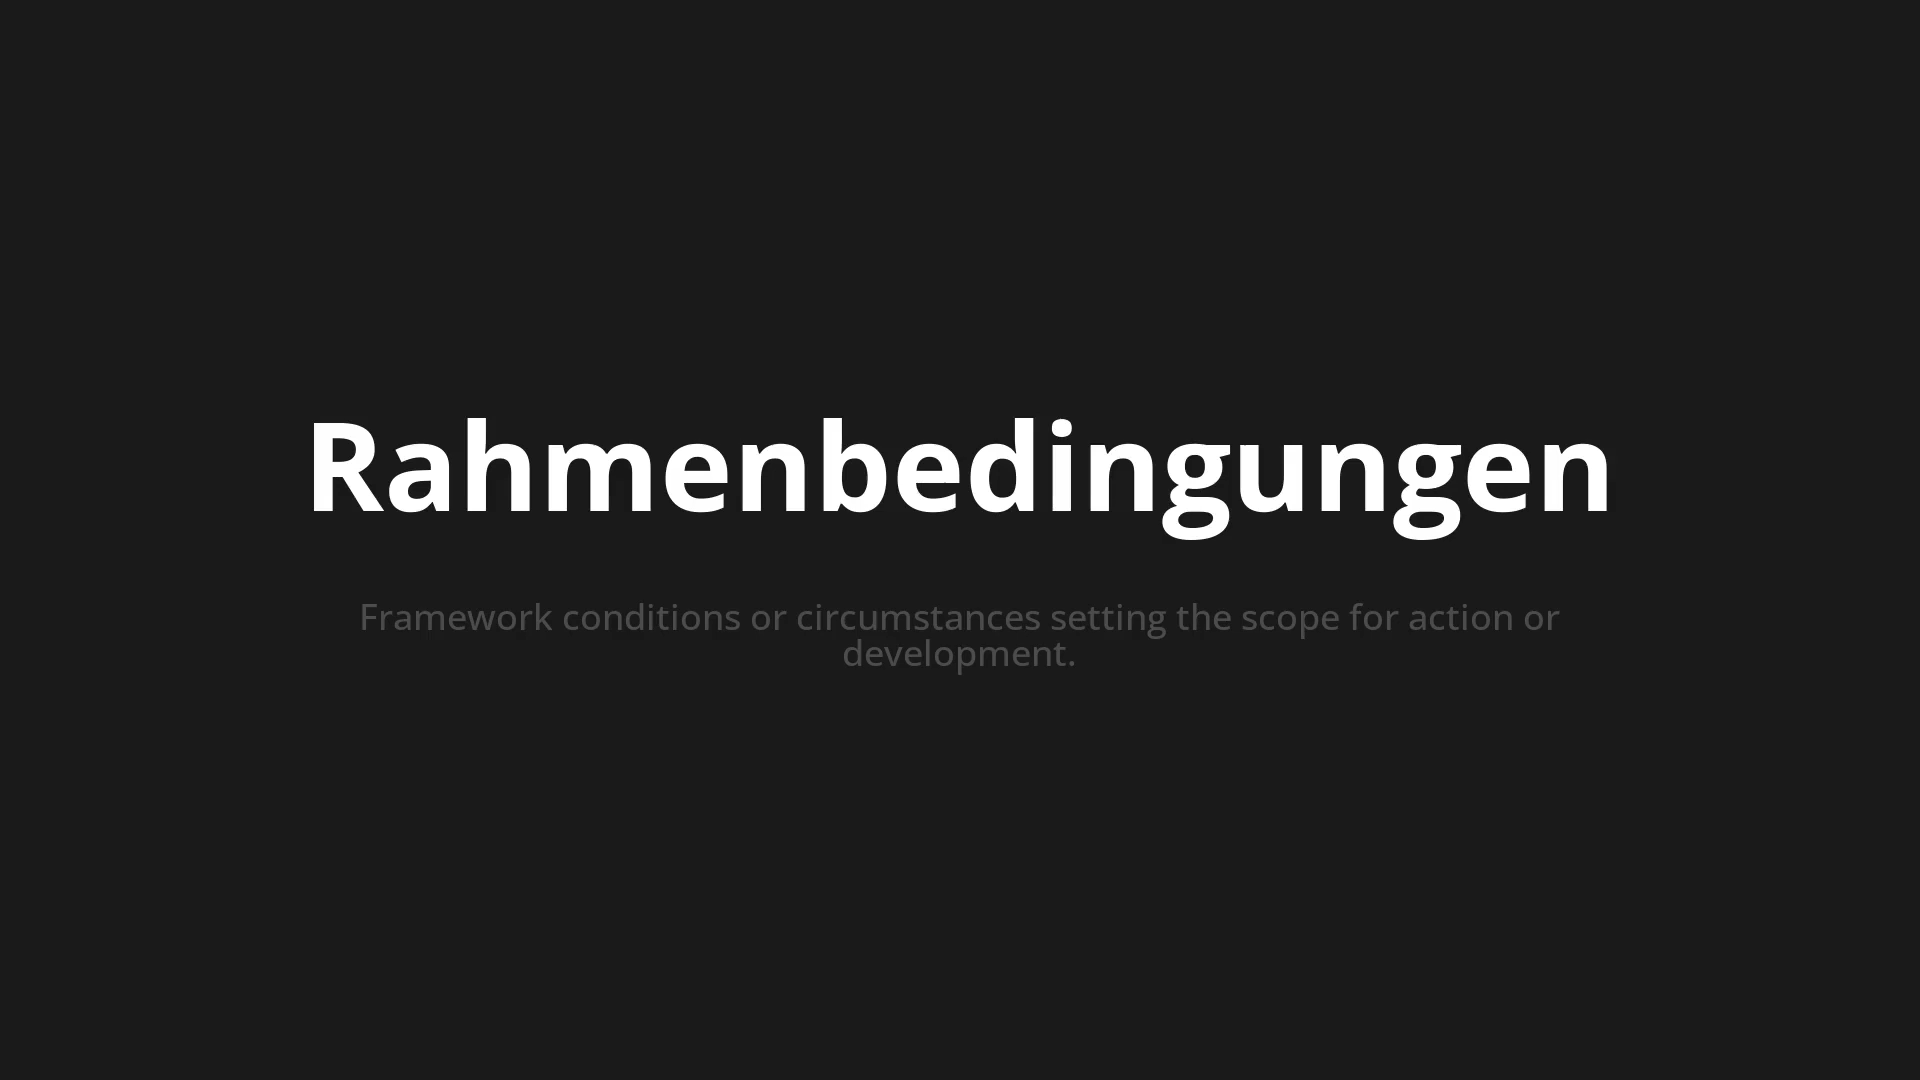 Rahmenbedingungen
Framework conditions or circumstances setting the scope for action or
development.